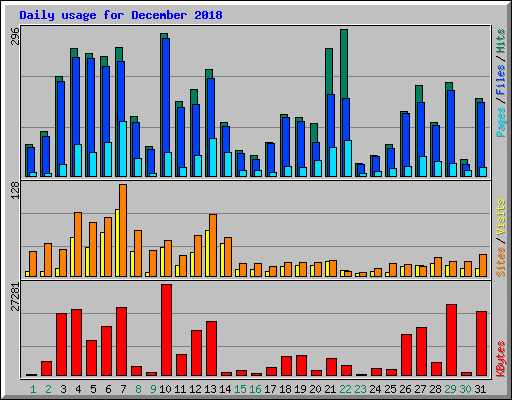 Daily usage for December 2018
296
Pages / Files / Hits
128
Sites / Visits
27281
KBytes
1 2 3 4 5 6 7 8 9 10 11 12 13 14 15 16 17 18 19 20 21 22 23 24 25 26 27 28 29 30 31